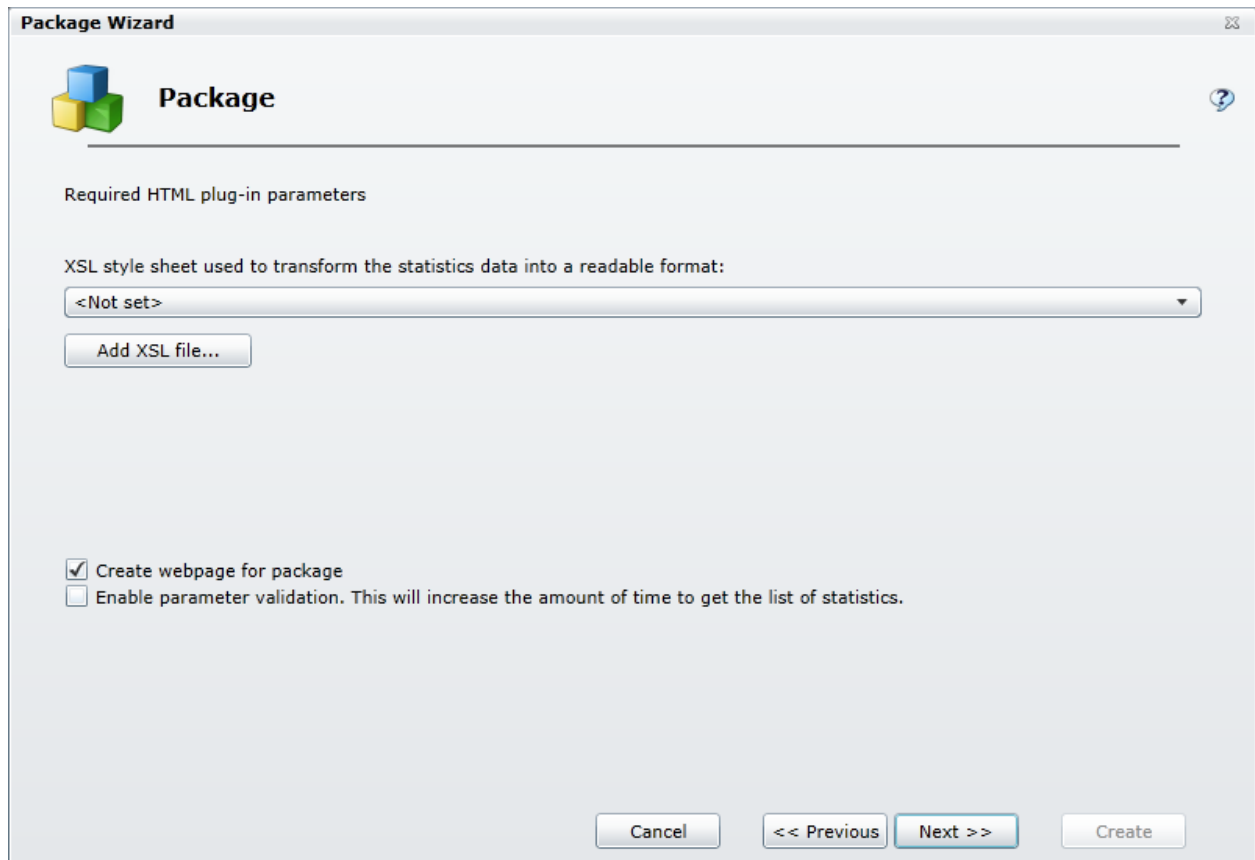 Package Wizard
Package
Required HTML plug-in parameters
XSL style sheet used to transform the statistics data into a readable format:
<Not set>
Add XSL file...
Create webpage for package
Enable parameter validation. This will increase the amount of time to get the list of statistics.
Cancel << Previous Next >> Create